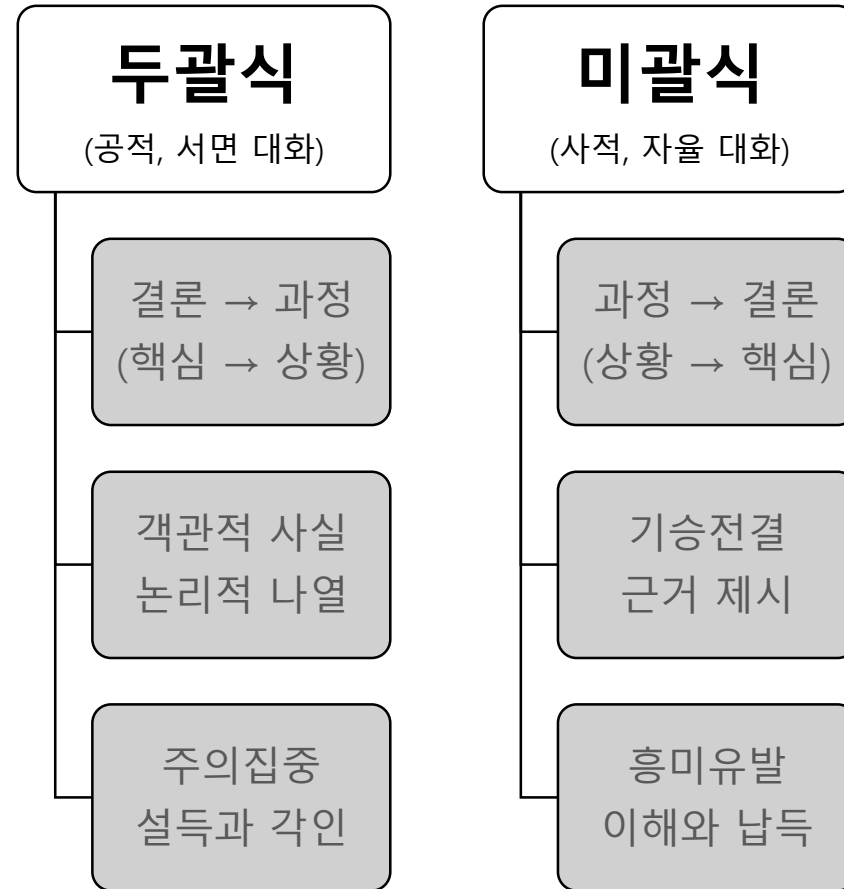 두괄식
(공적, 서면 대화)
결론 → 과정
(핵심 → 상황)
객관적 사실
논리적 나열
주의집중
설득과 각인
미괄식
(사적, 자율 대화)
과정 → 결론
(상황 → 핵심)
기승전결
근거 제시
흥미유발
이해와 납득